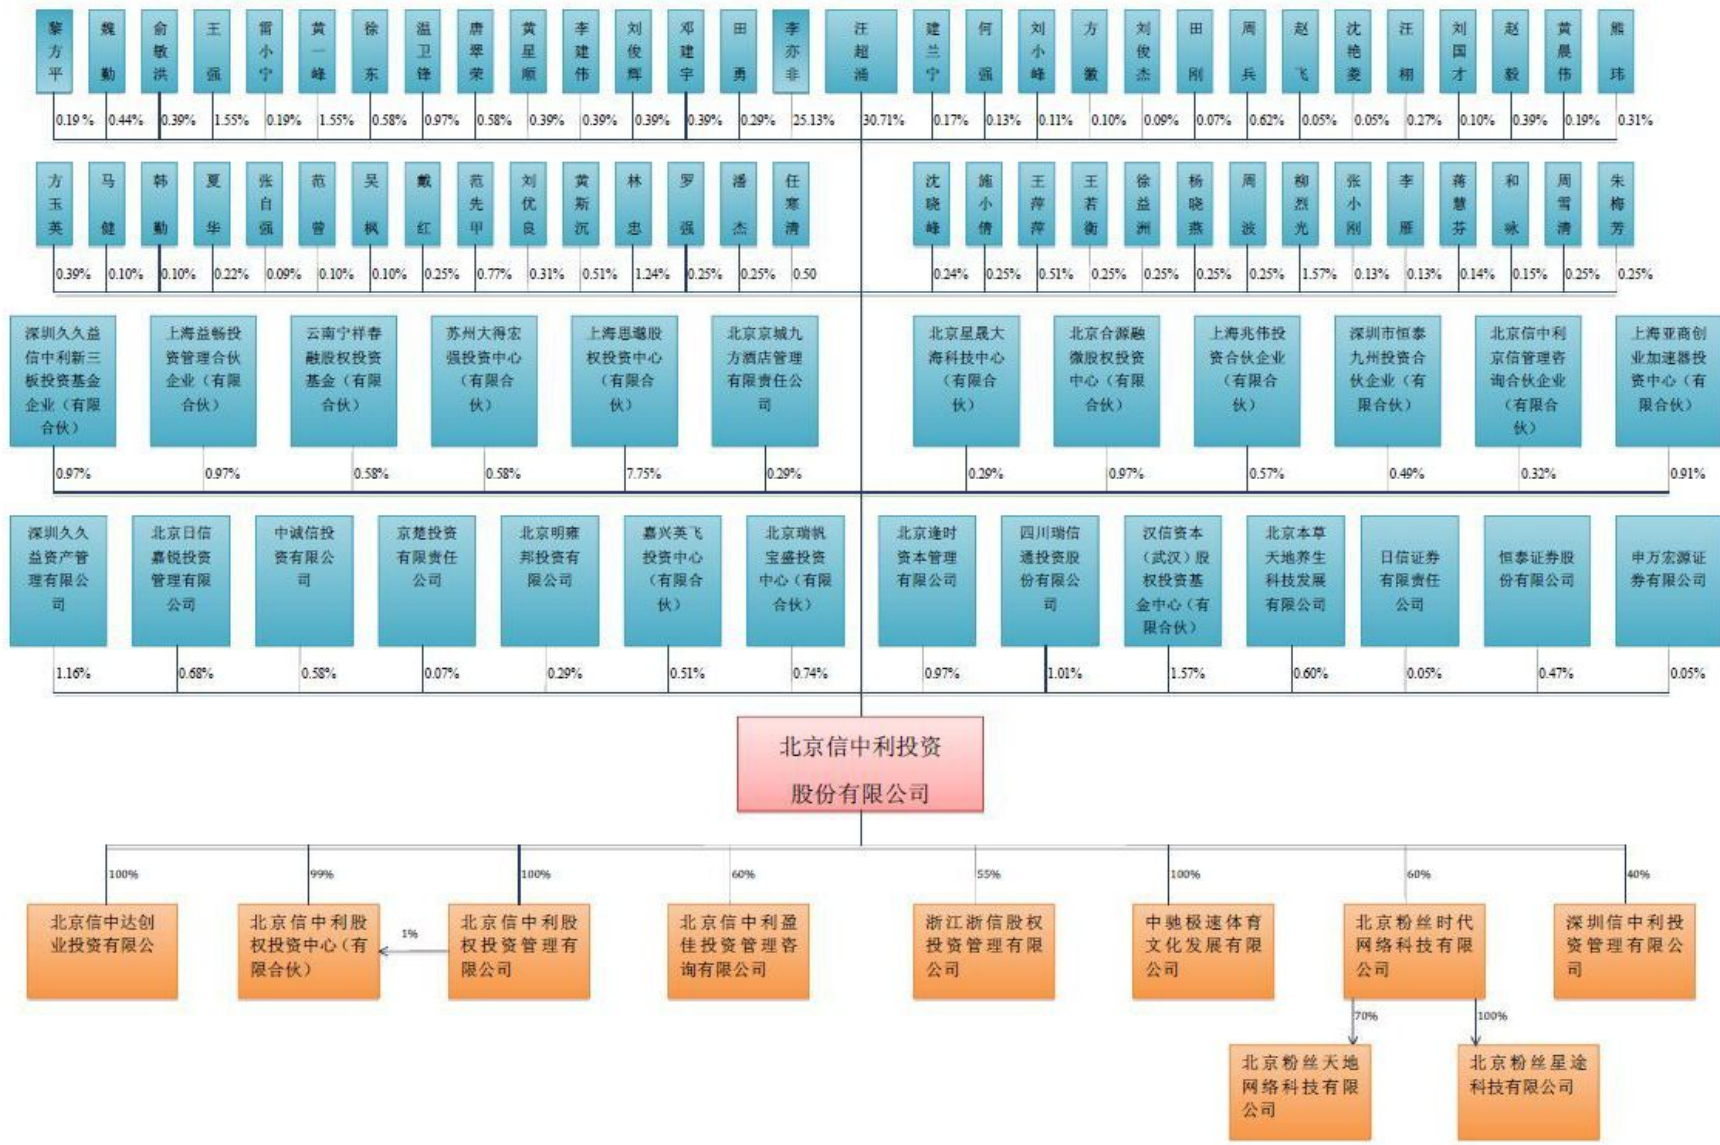 黎方平
魏勤
俞敏洪
王强
雷小宁
黄一峰
徐东
温卫锋
唐翠荣
黄星顺
李建伟
刘俊辉
邓建宇
田勇
李亦非
汪超涌
建兰宁
何强
刘小峰
方徽
刘俊杰
田刚
周兵
赵飞
沈艳菱
汪栩
刘国才
赵毅
黄晨伟
熊玮
0.19% 0.44% 0.39% 1.55% 0.19% 1.55% 0.58% 0.97% 0.58% 0.39% 0.39% 0.39% 0.39% 0.29% 25.13% 30.71% 0.17% 0.13% 0.11% 0.10% 0.09% 0.07% 0.62% 0.05% 0.05% 0.27% 0.10% 0.39% 0.19% 0.31%
方玉英
马健
韩勤
夏华
张自强
范曾
吴枫
戴红
范先甲
刘优良
黄斯沉
林忠
罗强
潘杰
任寒清
沈晓峰
施小倩
王萍萍
王若衡
徐益洲
杨晓燕
周波
柳烈光
张小刚
李雁
蒋慧芬
和咏
周雪清
朱梅芳
0.39% 0.10% 0.10% 0.22% 0.09% 0.10% 0.10% 0.25% 0.77% 0.31% 0.51% 1.24% 0.25% 0.25% 0.50 0.24% 0.25% 0.51% 0.25% 0.25% 0.25% 0.25% 1.57% 0.13% 0.13% 0.14% 0.15% 0.25% 0.25%
深圳久久益
信中利新三
板投资基金
企业（有限
合伙）
上海益畅投
资管理合伙
企业（有限
合伙）
云南宁祥春
融股权投资
基金（有限
合伙）
苏州大得宏
强投资中心
（有限合
伙）
上海思邈股
权投资中心
（有限合
伙）
北京京城九
方酒店管理
有限责任公
司
北京星晟大
海科技中心
（有限合
伙）
北京合源融
微股权投资
中心（有限
合伙）
上海兆伟投
资合伙企业
（有限合
伙）
深圳市恒泰
九州投资合
伙企业（有
限合伙）
北京信中利
京信管理咨
询合伙企业
（有限合
伙）
上海亚商创
业加速器投
资中心（有
限合伙）
0.97% 0.97% 0.58% 0.58% 7.75% 0.29% 0.29% 0.97% 0.57% 0.49% 0.32% 0.91%
深圳久久
益资产管
理有限公
司
北京日信
嘉锐投资
管理有限
公司
中诚信投
资有限公
司
京楚投资
有限责任
公司
北京明雍
邦投资有
限公司
嘉兴英飞
投资中心
（有限合
伙）
北京瑞帆
宝盛投资
中心（有限
合伙）
北京逢时
资本管理
有限公司
四川瑞信
通投资股
份有限公
司
汉信资本
（武汉）股
权投资基
金中心（有
限合伙）
北京本草
天地养生
科技发展
有限公司
日信证券
有限责任
公司
恒泰证券股
份有限公司
申万宏源证
券有限公司
1.16% 0.68% 0.58% 0.07% 0.29% 0.51% 0.74% 0.97% 1.01% 1.57% 0.60% 0.05% 0.47% 0.05%
北京信中利投资
股份有限公司
100% 99% 100% 60% 55% 100% 60% 40%
北京信中达创
业投资有限公
北京信中利股
权投资中心（有
限合伙）
1%
北京信中利股
权投资管理有
限公司
北京信中利盈
佳投资管理咨
询有限公司
浙江浙信股权
投资管理有限
公司
中驰极速体育
文化发展有限
公司
北京粉丝时代
网络科技有限
公司
深圳信中利投
资管理有限公
司
70% 100%
北京粉丝天地
网络科技有限
公司
北京粉丝星途
科技有限公司